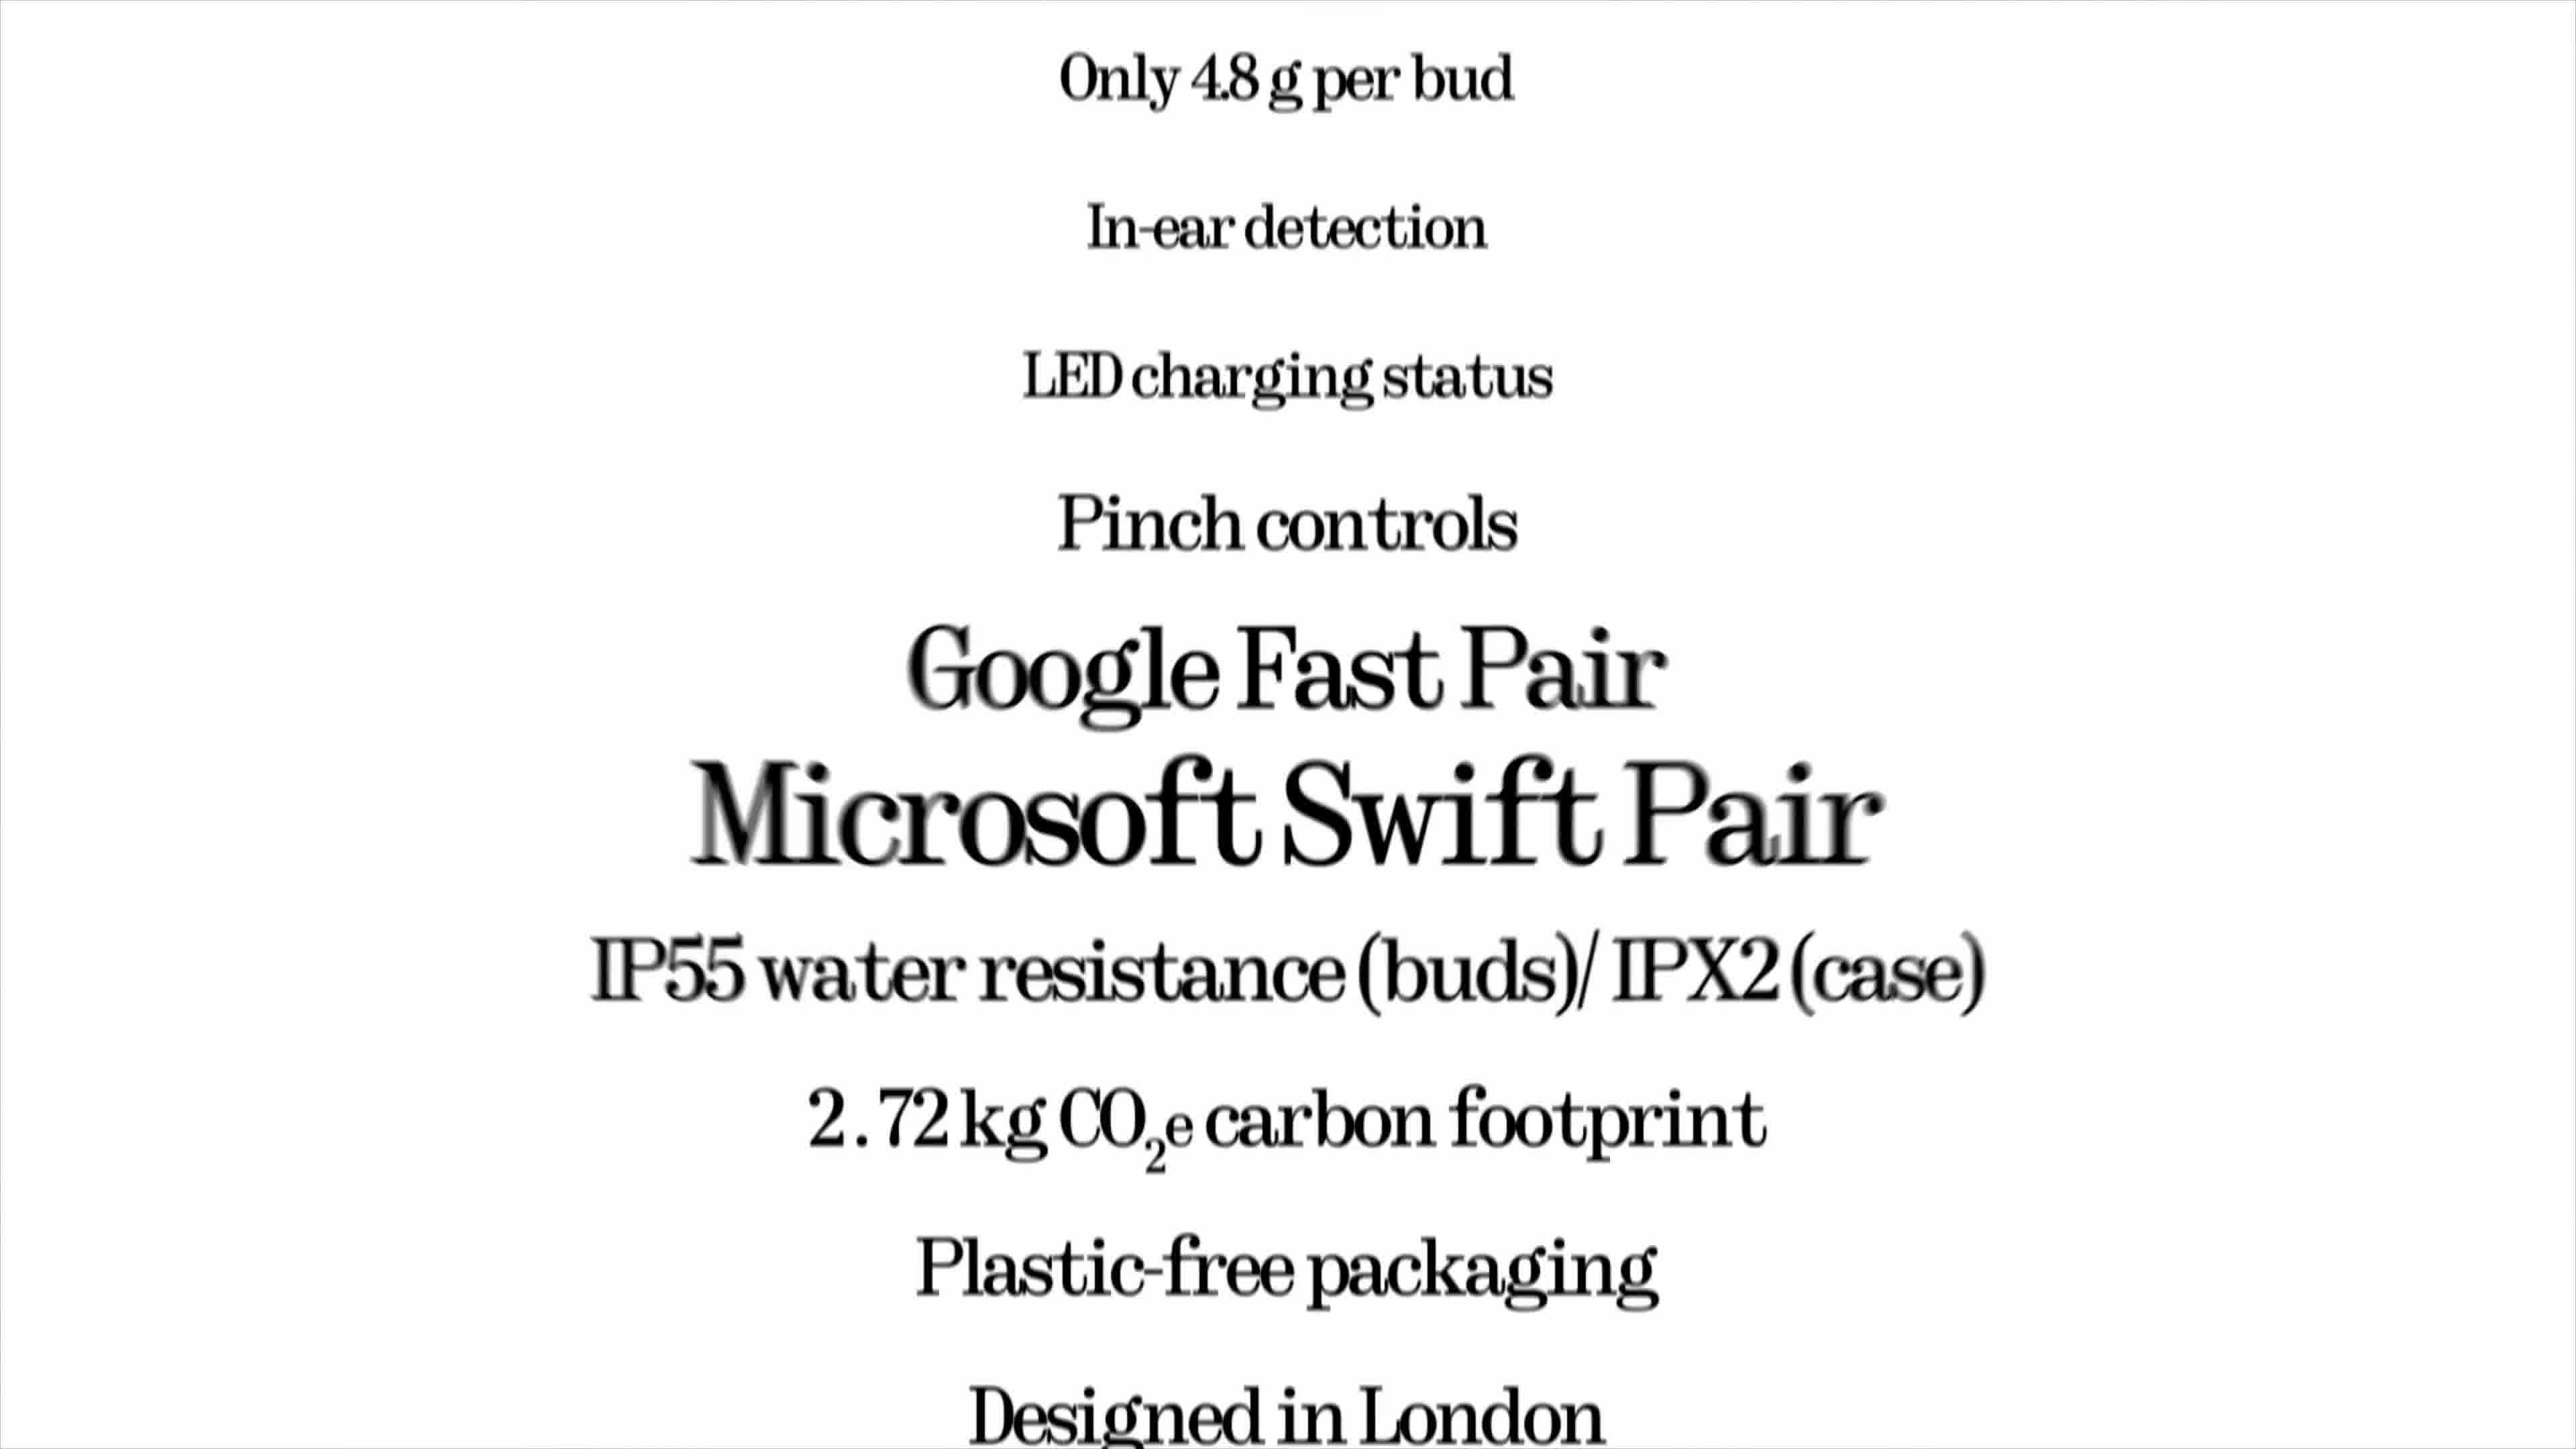 Only 4.8 g per bud
In-ear detection
LED charging status
Pinch controls
Google Fast Pair
Microsoft Swift Pair
IP55 water resistance (buds)/ IPX2 (case)
2.72 kg CO₂e carbon footprint
Plastic-free packaging
Designed in London